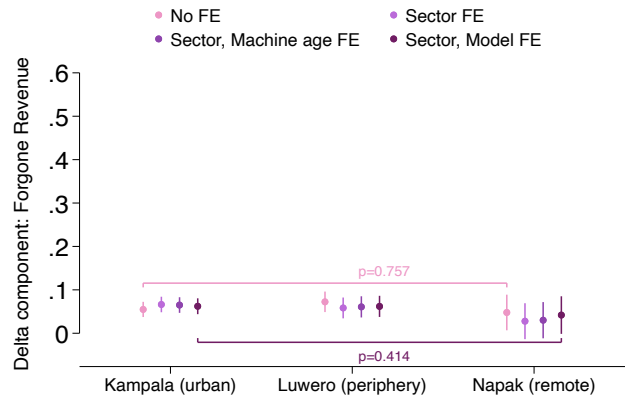 No FE
Sector FE
Sector, Machine age FE
Sector, Model FE
Delta component: Forgone Revenue
.6
.5
.4
.3
.2
.1
0
p=0.757
p=0.414
Kampala (urban)
Luwero (periphery)
Napak (remote)